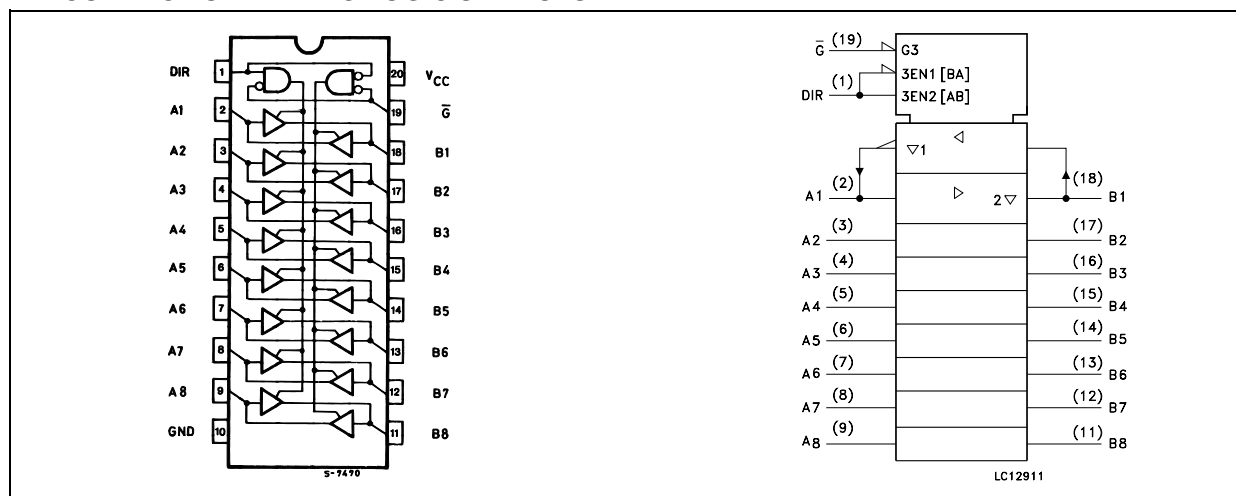 DIR 1 20 VCC
A1 2 19 G̅
A2 3 18 B1
A3 4 17 B2
A4 5 16 B3
A5 6 15 B4
A6 7 14 B5
A7 8 13 B6
A8 9 12 B7
GND 10 11 B8
S-7470
G̅ (19) G3
3EN1 [BA]
DIR (1) 3EN2 [AB]
▽1 ◁
A1 (2) ▷ 2▽ (18) B1
A2 (3) (17) B2
A3 (4) (16) B3
A4 (5) (15) B4
A5 (6) (14) B5
A6 (7) (13) B6
A7 (8) (12) B7
A8 (9) (11) B8
LC12911